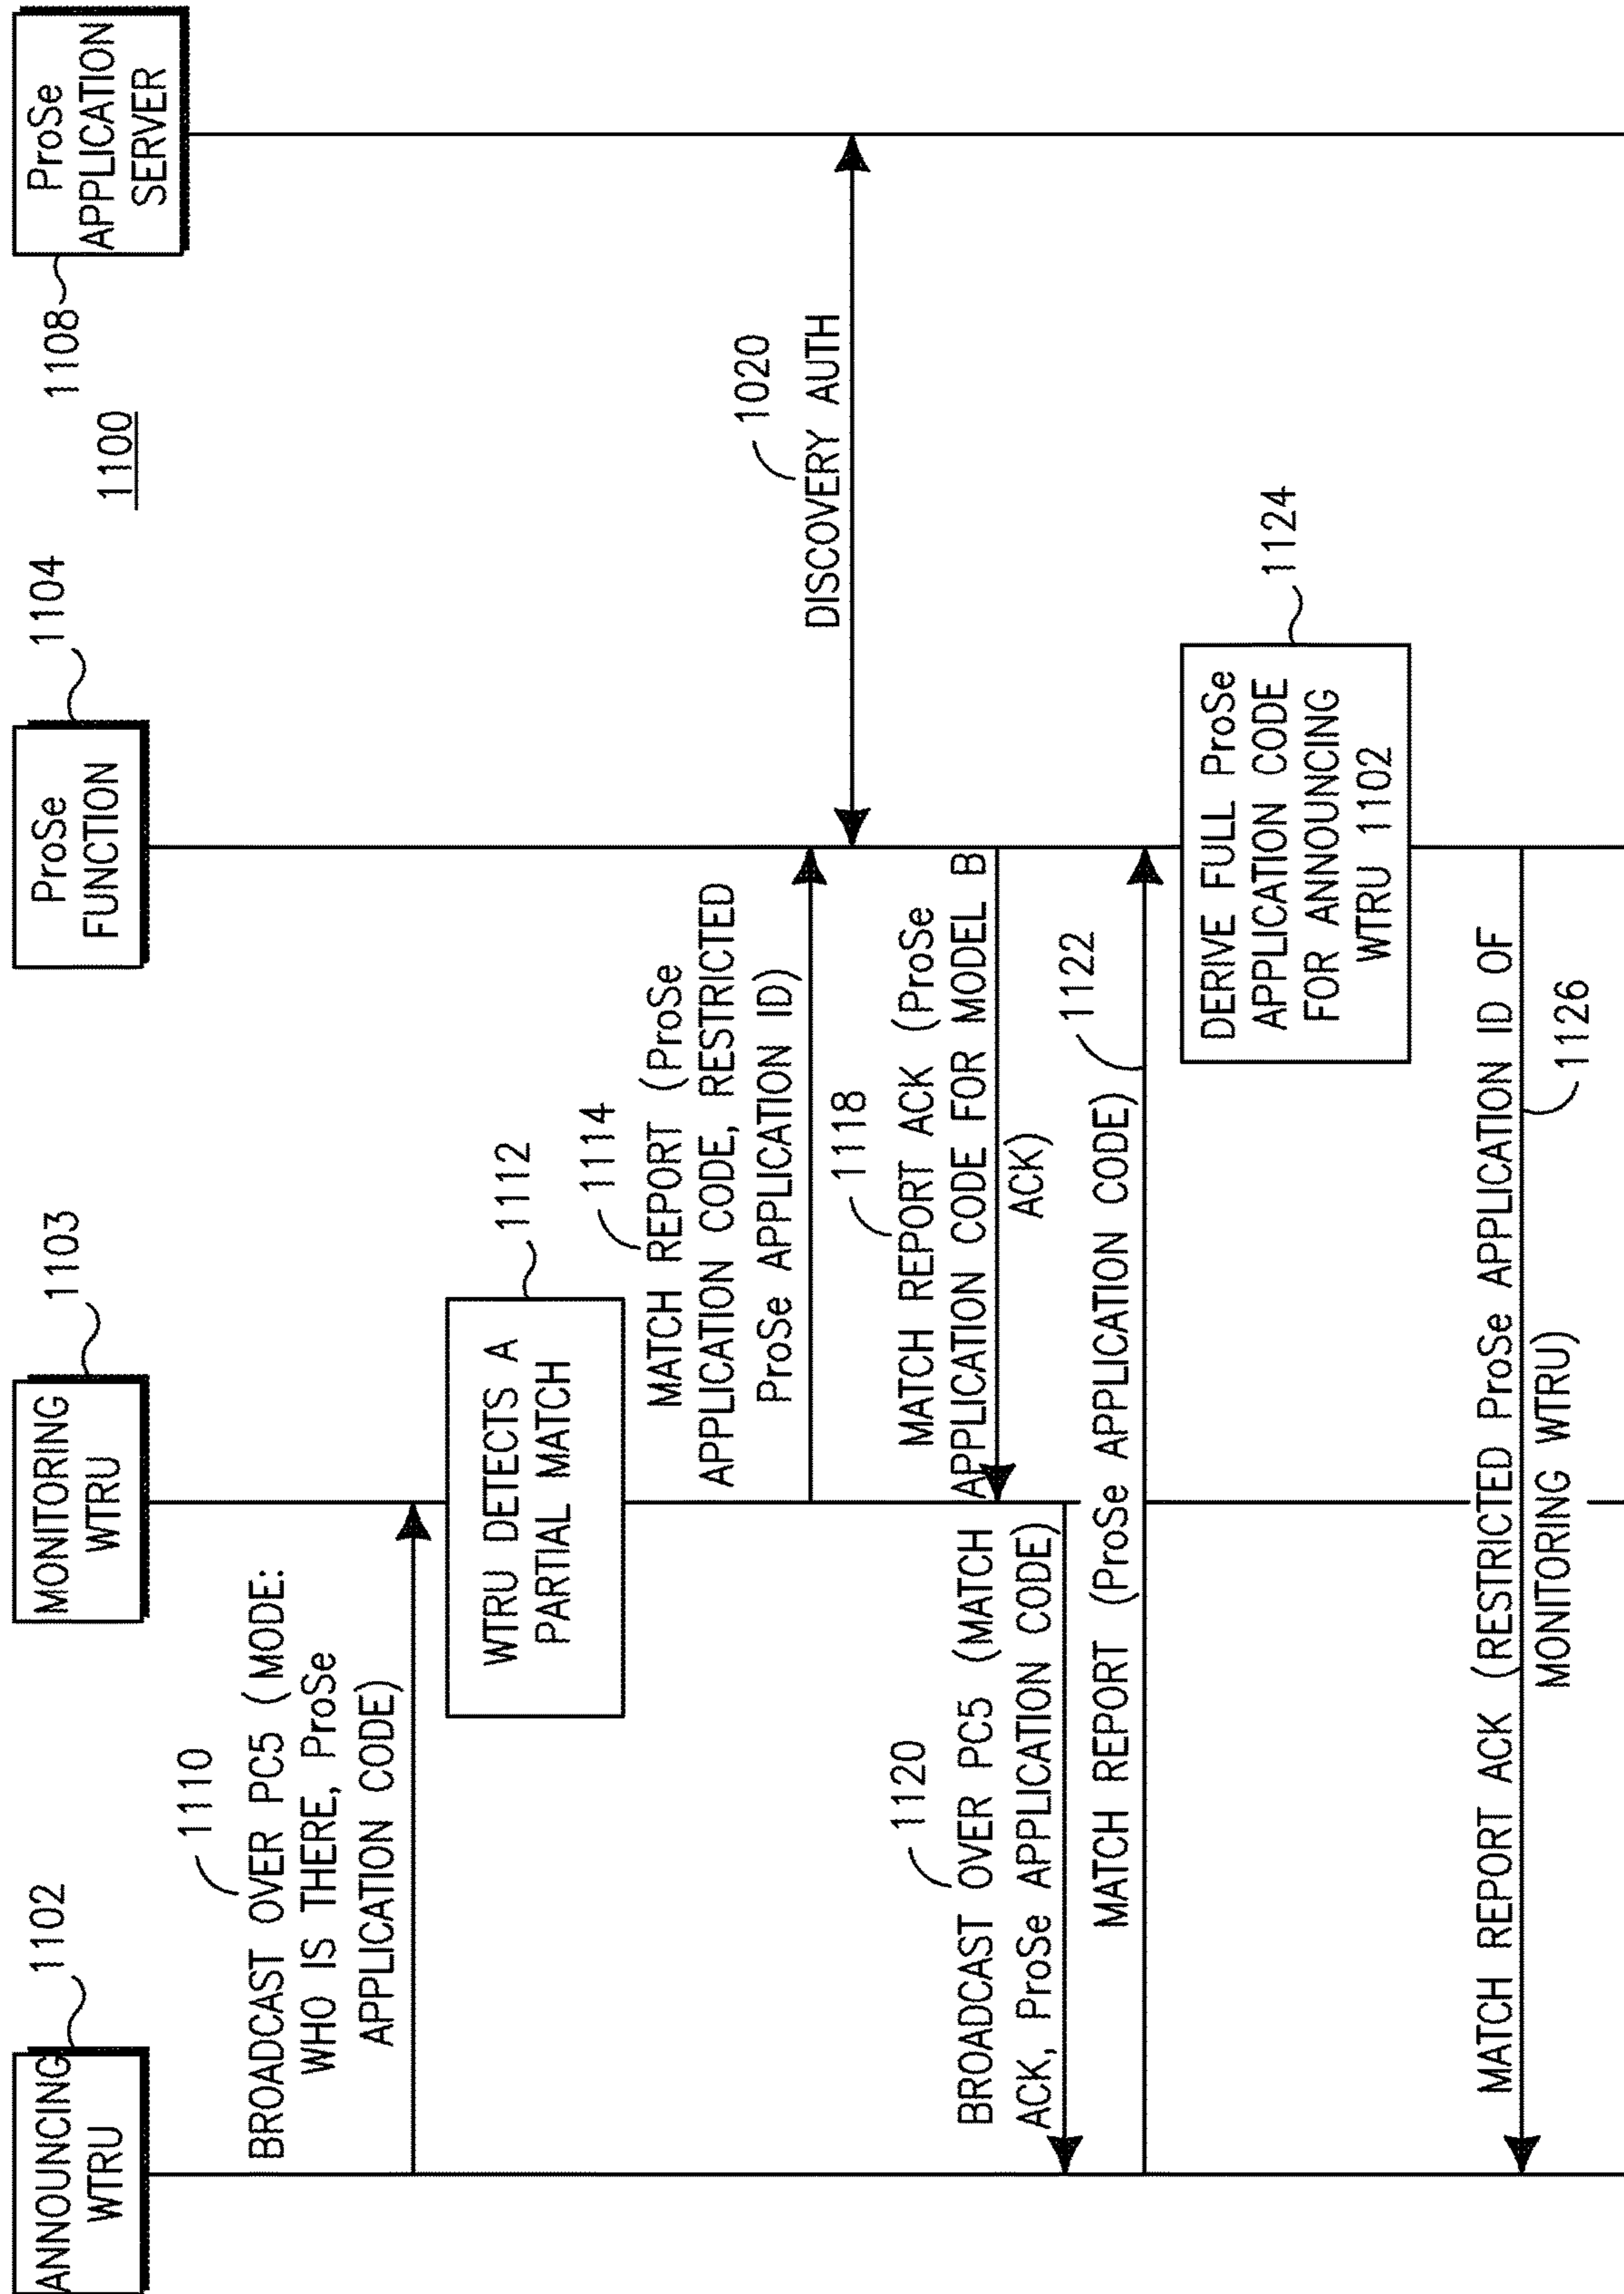 ANNOUNCING
WTRU
1102
MONITORING
WTRU
1103
ProSe
FUNCTION
1104
ProSe
APPLICATION
SERVER
1108
1100
1110
BROADCAST OVER PC5 (MODE:
WHO IS THERE, ProSe
APPLICATION CODE)
WTRU DETECTS A
PARTIAL MATCH
1112
1114
MATCH REPORT (ProSe
APPLICATION CODE, RESTRICTED
ProSe APPLICATION ID)
1020
DISCOVERY AUTH
1118
MATCH REPORT ACK (ProSe
APPLICATION CODE FOR MODEL B
ACK)
1120
BROADCAST OVER PC5 (MATCH
ACK, ProSe APPLICATION CODE)
MATCH REPORT (ProSe APPLICATION CODE)
1122
DERIVE FULL ProSe
APPLICATION CODE
FOR ANNOUNCING
WTRU 1102
1124
MATCH REPORT ACK (RESTRICTED ProSe APPLICATION ID OF
MONITORING WTRU)
1126